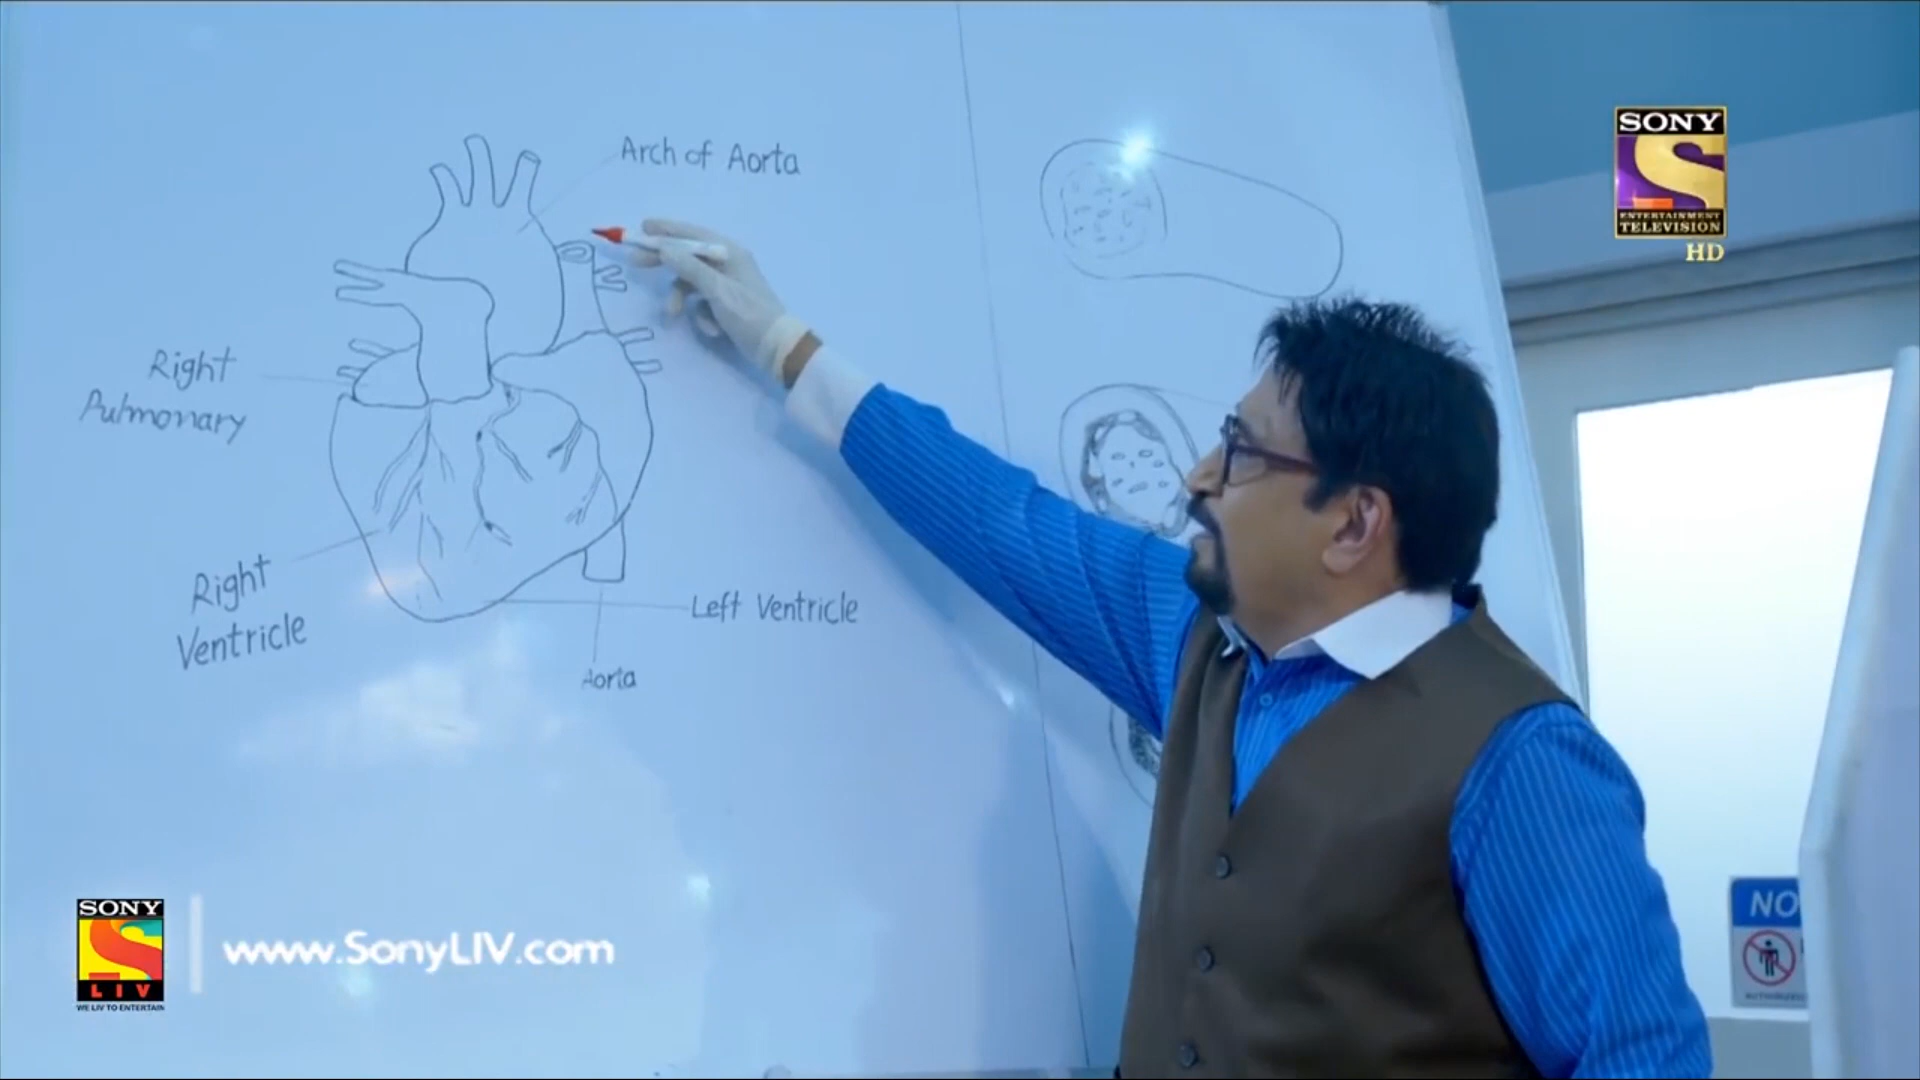 Arch of Aorta
SONY
ENTERTAINMENT
TELEVISION
HD
Right
Pulmonary
Right
Ventricle
Left Ventricle
Aorta
SONY
LIV
WE LIV TO ENTERTAIN
www.SonyLIV.com
NO